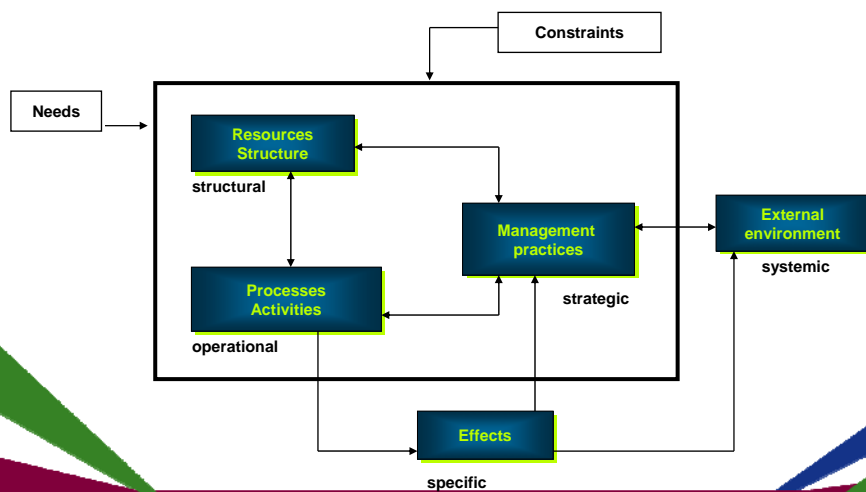 Constraints
Needs
Resources
Structure
structural
Management
practices
strategic
External
environment
systemic
Processes
Activities
operational
Effects
specific